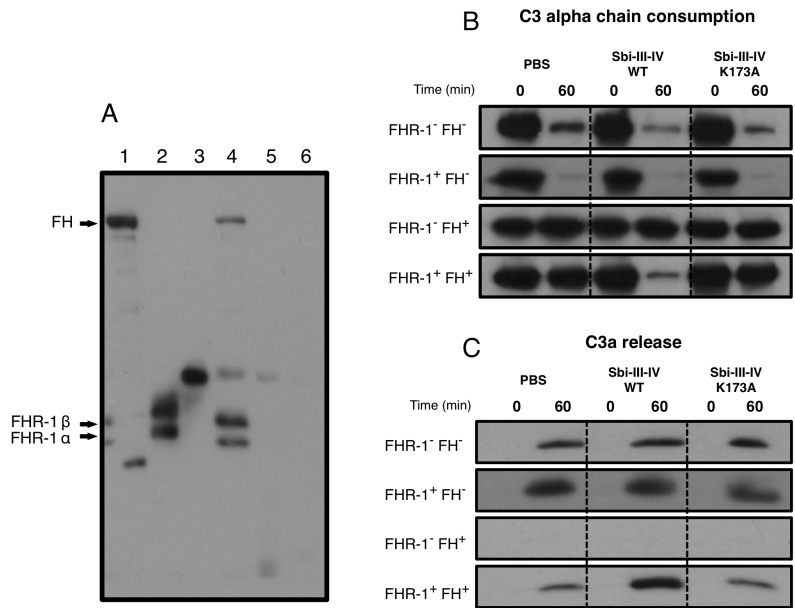 A
1 2 3 4 5 6
FH
FHR-1 β
FHR-1 α
B
C3 alpha chain consumption
PBS
Sbi-III-IV WT
Sbi-III-IV K173A
Time (min) 0 60 0 60 0 60
FHR-1⁻ FH⁻
FHR-1⁺ FH⁻
FHR-1⁻ FH⁺
FHR-1⁺ FH⁺
C
C3a release
PBS
Sbi-III-IV WT
Sbi-III-IV K173A
Time (min) 0 60 0 60 0 60
FHR-1⁻ FH⁻
FHR-1⁺ FH⁻
FHR-1⁻ FH⁺
FHR-1⁺ FH⁺